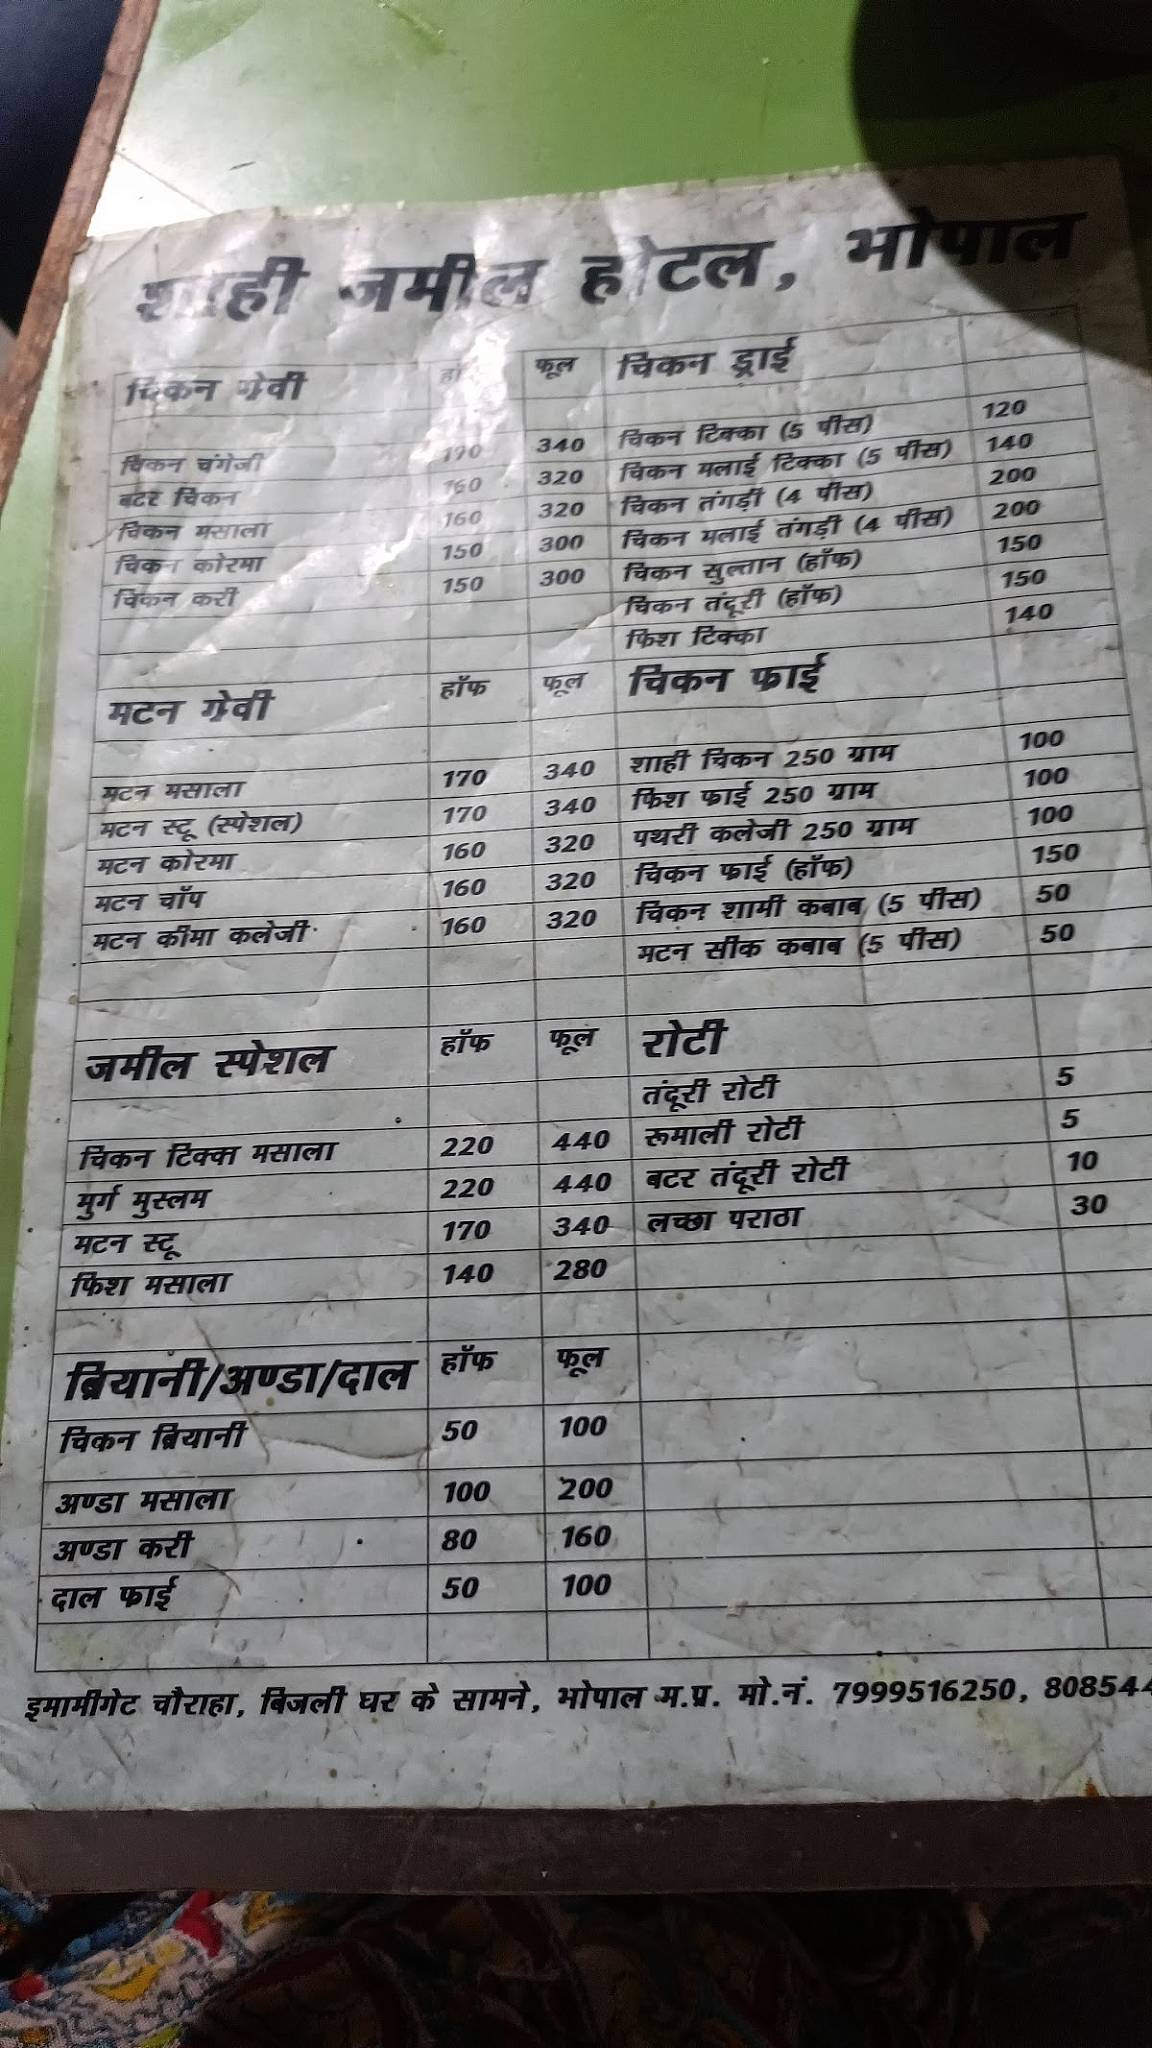 शाही जमील होटल, भोपाल
चिकन ग्रेवी फूल चिकन ड्राई
चिकन चंगेजी 340 चिकन टिक्का (5 पीस) 120
बटर चिकन 160 320 चिकन मलाई टिक्का (5 पीस) 140
चिकन मसाला 160 320 चिकन तंगड़ी (4 पीस) 200
चिकन कोरमा 150 300 चिकन मलाई तंगड़ी (4 पीस) 200
चिकन करी 150 300 चिकन सुल्तान (हॉफ) 150
चिकन तंदूरी (हॉफ) 150
फिश टिक्का 140
मटन ग्रेवी हॉफ फूल चिकन फाई
मटन मसाला 170 340 शाही चिकन 250 ग्राम 100
मटन स्टू (स्पेशल) 170 340 फिश फाई 250 ग्राम 100
मटन कोरमा 160 320 पथरी कलेजी 250 ग्राम 100
मटन चॉप 160 320 चिकन फाई (हॉफ) 150
मटन कीमा कलेजी 160 320 चिकन शामी कबाब (5 पीस) 50
मटन सींक कबाब (5 पीस) 50
जमील स्पेशल हॉफ फूल रोटी
तंदूरी रोटी 5
चिकन टिक्का मसाला 220 440 रूमाली रोटी 5
मुर्ग मुस्लम 220 440 बटर तंदूरी रोटी 10
मटन स्टू 170 340 लच्छा पराठा 30
फिश मसाला 140 280
ब्रियानी/अण्डा/दाल हॉफ फूल
चिकन ब्रियानी 50 100
अण्डा मसाला 100 200
अण्डा करी 80 160
दाल फाई 50 100
इमामीगेट चौराहा, बिजली घर के सामने, भोपाल म.प्र. मो.नं. 7999516250, 808544